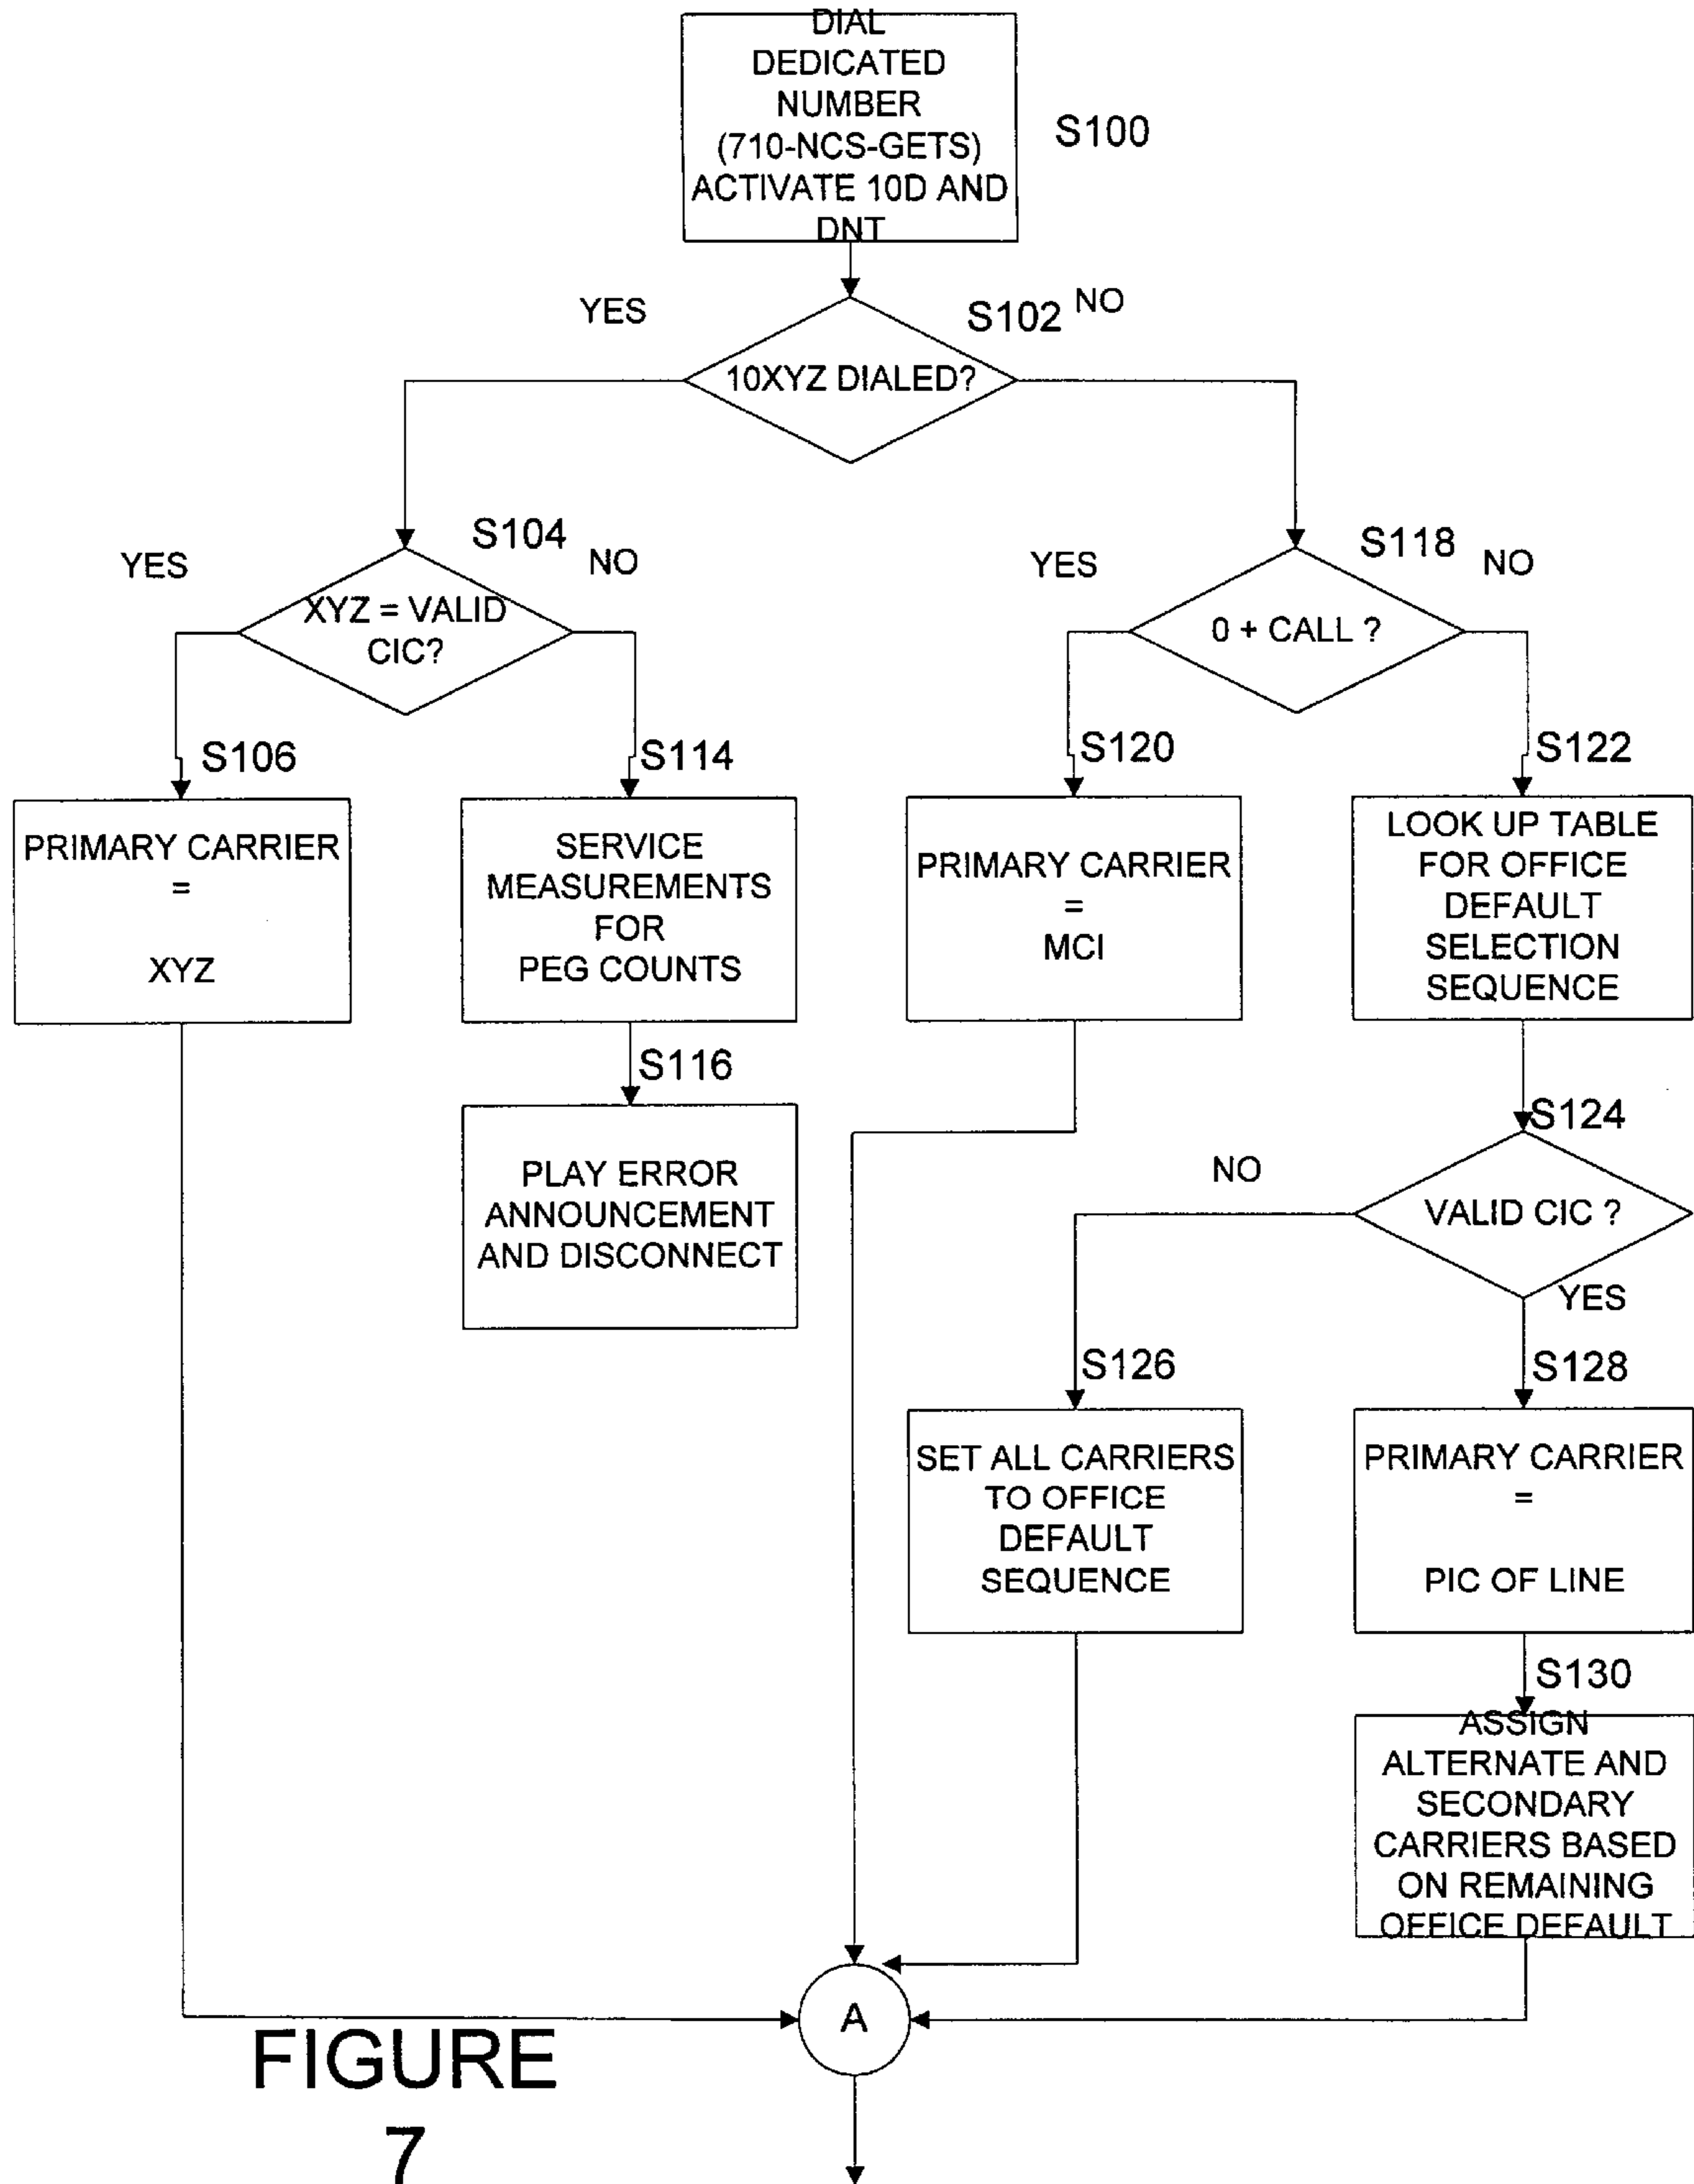 DIAL
DEDICATED
NUMBER
(710-NCS-GETS)
ACTIVATE 10D AND
DNT
S100
YES
S102
NO
10XYZ DIALED?
YES
S104
NO
XYZ = VALID
CIC?
YES
S118
NO
0 + CALL ?
S106
PRIMARY CARRIER
=
XYZ
S114
SERVICE
MEASUREMENTS
FOR
PEG COUNTS
S120
PRIMARY CARRIER
=
MCI
S122
LOOK UP TABLE
FOR OFFICE
DEFAULT
SELECTION
SEQUENCE
S116
PLAY ERROR
ANNOUNCEMENT
AND DISCONNECT
S124
NO
VALID CIC ?
YES
S126
SET ALL CARRIERS
TO OFFICE
DEFAULT
SEQUENCE
S128
PRIMARY CARRIER
=
PIC OF LINE
S130
ASSIGN
ALTERNATE AND
SECONDARY
CARRIERS BASED
ON REMAINING
OFFICE DEFAULT
A
FIGURE
7